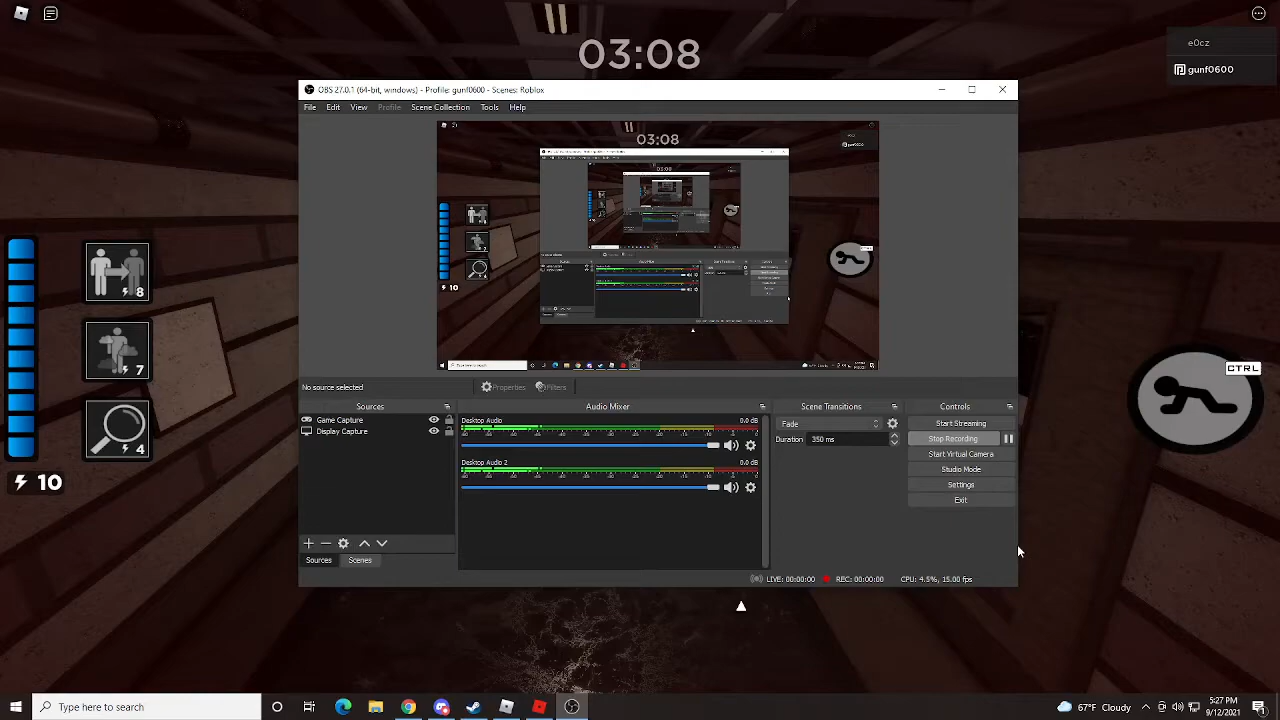 03:08
e0cz
gunf0600
OBS 27.0.1 (64-bit, windows) - Profile: gunf0600 - Scenes: Roblox
File Edit View Profile Scene Collection Tools Help
03:08
8
7
4
10
CTRL
10
No source selected
Properties
Filters
Sources
Audio Mixer
Scene Transitions
Controls
Game Capture
Display Capture
Desktop Audio
0.0 dB
Desktop Audio 2
0.0 dB
Fade
Duration
350 ms
Start Streaming
Stop Recording
Start Virtual Camera
Studio Mode
Settings
Exit
Sources
Scenes
LIVE: 00:00:00
REC: 00:00:00
CPU: 4.5%, 15.00 fps
Type here to search
67°F Cloudy
5:27 PM
9/12/2021